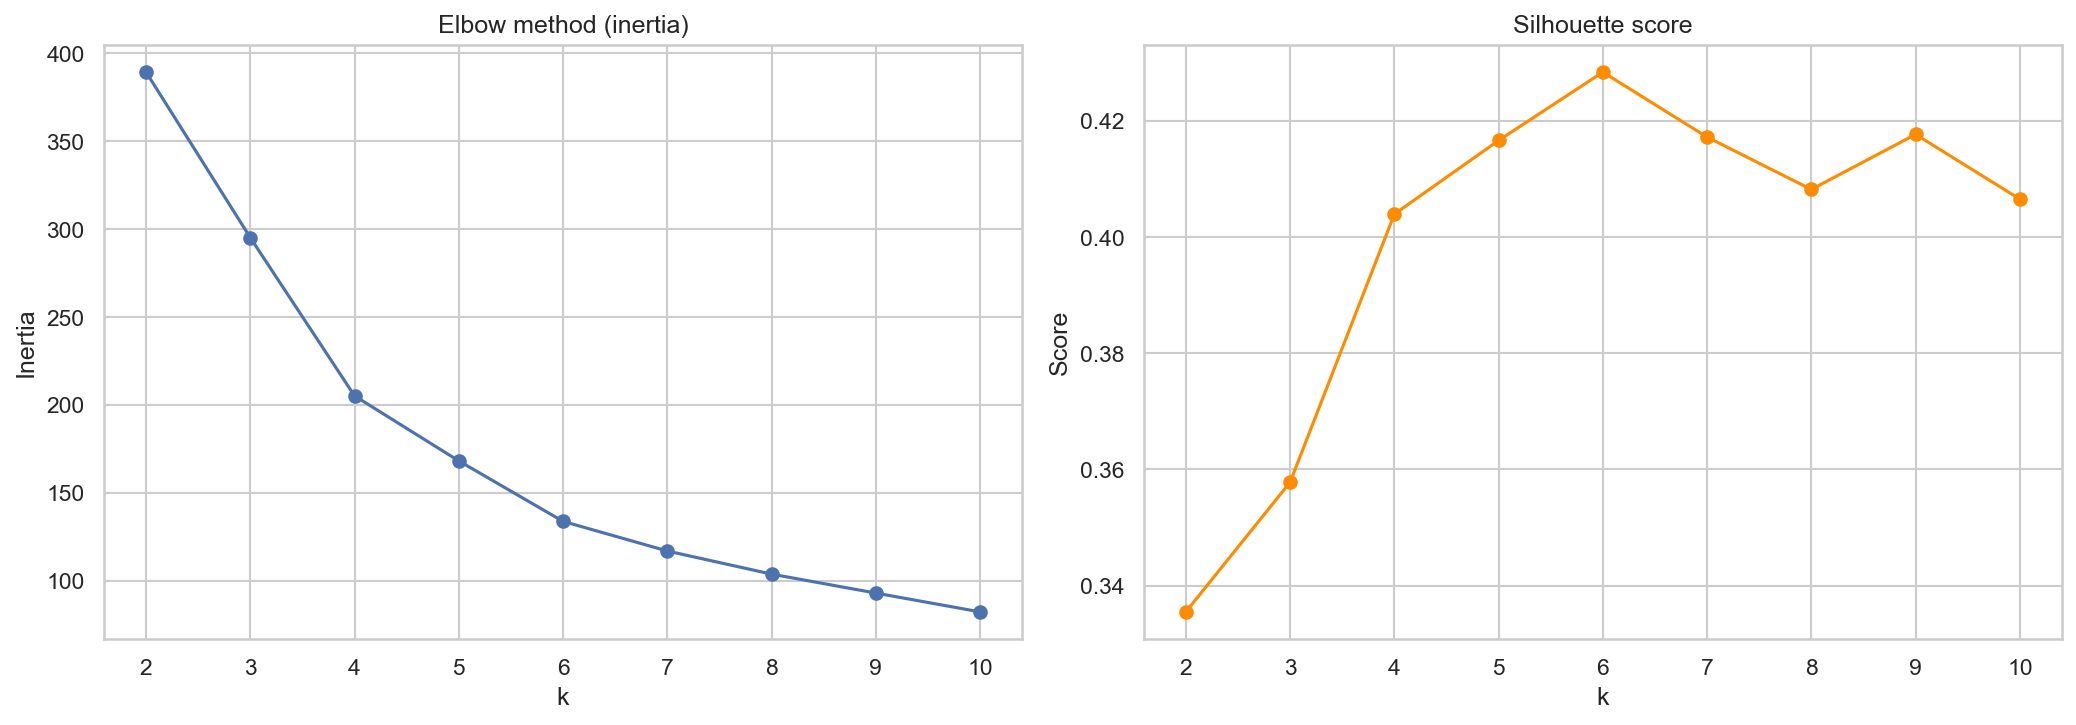 Elbow method (inertia)
400
350
300
250
200
150
100
Inertia
2 3 4 5 6 7 8 9 10
k
Silhouette score
0.42
0.40
0.38
0.36
0.34
Score
2 3 4 5 6 7 8 9 10
k